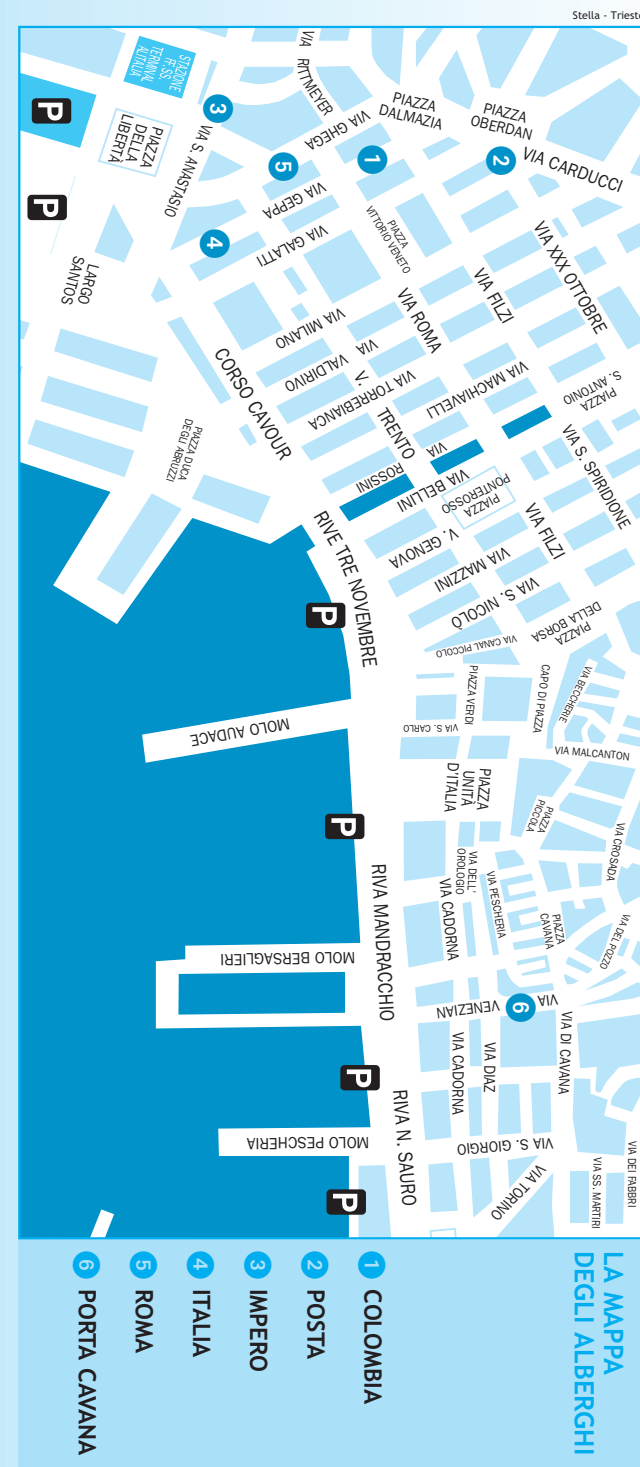 Stella - Trieste
STAZIONE
FF.SS.
TERMINAL
ALITALIA
P
PIAZZA
DELLA
LIBERTÀ
P
LARGO
SANTOS
3
VIA S. ANASTASIO
VIA
RITTMEYER
VIA GHEGA
PIAZZA
DALMAZIA
PIAZZA
OBERDAN
2
VIA CARDUCCI
1
5
VIA GEPPA
4
VIA GALATTI
PIAZZA
VITTORIO VENETO
VIA ROMA
VIA FILZI
VIA XXX OTTOBRE
CORSO CAVOUR
VIA MILANO
VIA
VALDIRIVO
VIA TORREBIANCA
V.
TRENTO
VIA MACHIAVELLI
PIAZZA
S. ANTONIO
VIA S. SPIRIDIONE
PIAZZA DUCA
DEGLI ABRUZZI
VIA
ROSSINI
VIA BELLINI
PIAZZA
PONTEROSSO
VIA FILZI
V. GENOVA
VIA MAZZINI
VIA S. NICOLÒ
PIAZZA
DELLA BORSA
RIVE TRE NOVEMBRE
P
VIA CANAL PICCOLO
PIAZZA VERDI
CAPO DI PIAZZA
VIA BECCHERIE
MOLO AUDACE
VIA S. CARLO
VIA MALCANTON
PIAZZA
UNITÀ
D'ITALIA
PIAZZA
PICCOLA
P
VIA CROSADA
RIVA MANDRACCHIO
VIA DELL'
OROLOGIO
VIA CADORNA
VIA PESCHERIA
PIAZZA
CAVANA
VIA DEL POZZO
MOLO BERSAGLIERI
VIA
VENEZIAN
6
VIA DI CAVANA
VIA CADORNA
VIA DIAZ
P
RIVA N. SAURO
MOLO PESCHERIA
VIA S. GIORGIO
VIA TORINO
VIA SS. MARTIRI
VIA DEI FABBRI
P
LA MAPPA
DEGLI ALBERGHI
1 COLOMBIA
2 POSTA
3 IMPERO
4 ITALIA
5 ROMA
6 PORTA CAVANA